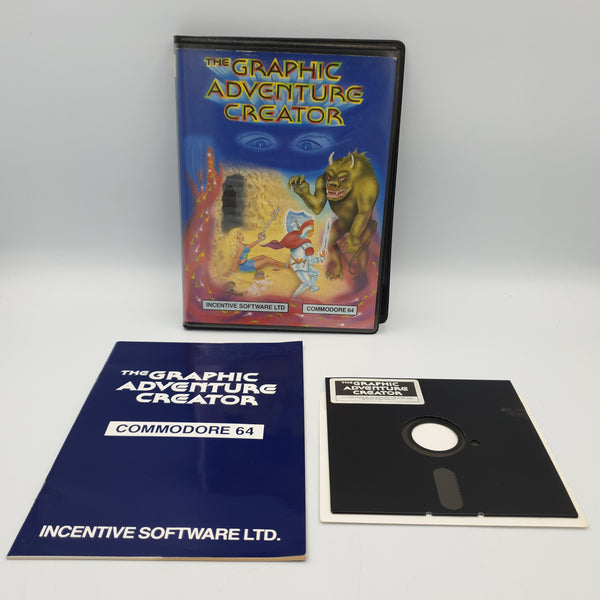 THE GRAPHIC
ADVENTURE
CREATOR
INCENTIVE SOFTWARE LTD
COMMODORE 64
THE GRAPHIC
ADVENTURE
CREATOR
COMMODORE 64
INCENTIVE SOFTWARE LTD.
THE GRAPHIC
ADVENTURE
CREATOR